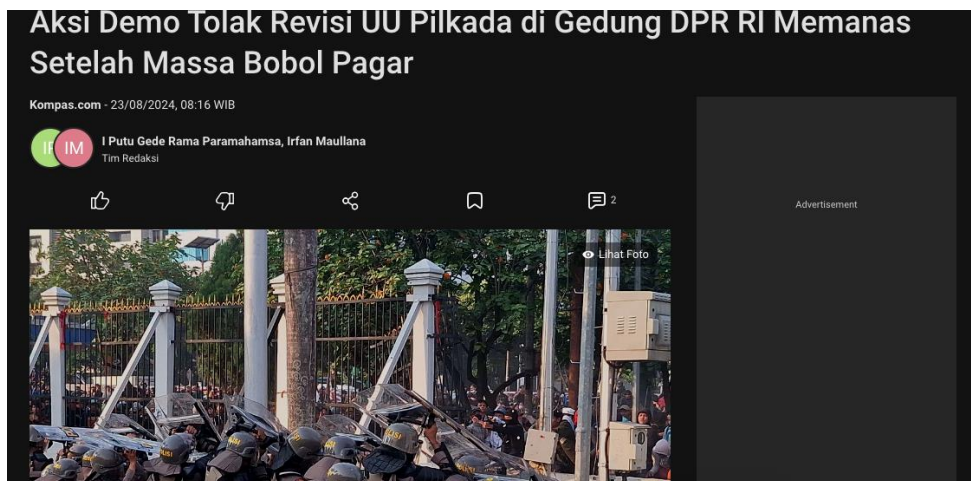 Aksi Demo Tolak Revisi UU Pilkada di Gedung DPR RI Memanas
Setelah Massa Bobol Pagar
Kompas.com - 23/08/2024, 08:16 WIB
IM
I Putu Gede Rama Paramahamsa, Irfan Maullana
Tim Redaksi
2
Advertisement
Lihat Foto